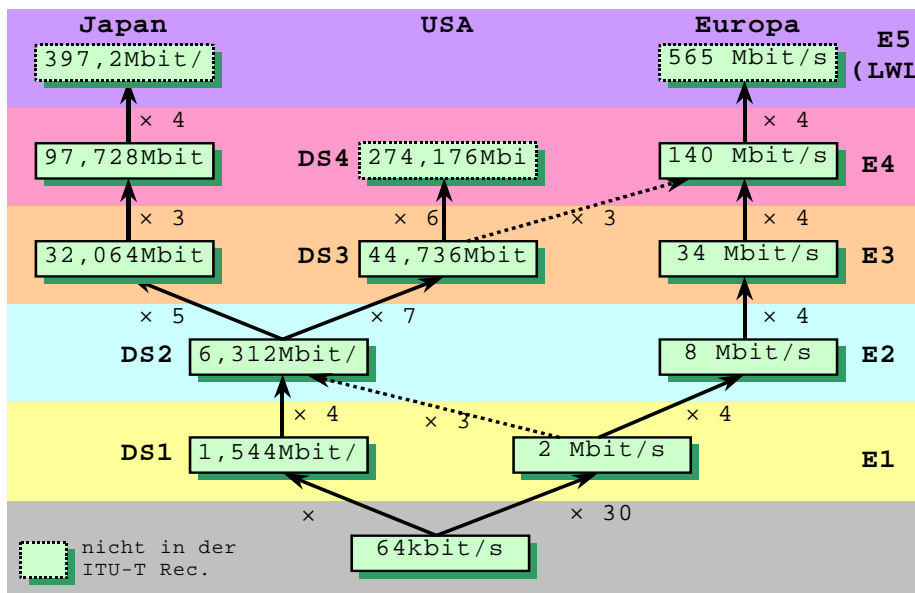 Japan USA Europa
397,2Mbit/ 565 Mbit/s E5
(LWL
× 4 × 4
97,728Mbit DS4 274,176Mbi 140 Mbit/s E4
× 3 × 6 × 3 × 4
32,064Mbit DS3 44,736Mbit 34 Mbit/s E3
× 5 × 7 × 4
DS2 6,312Mbit/ 8 Mbit/s E2
× 4 × 3 × 4
DS1 1,544Mbit/ 2 Mbit/s E1
× × 30
64kbit/s
nicht in der
ITU-T Rec.